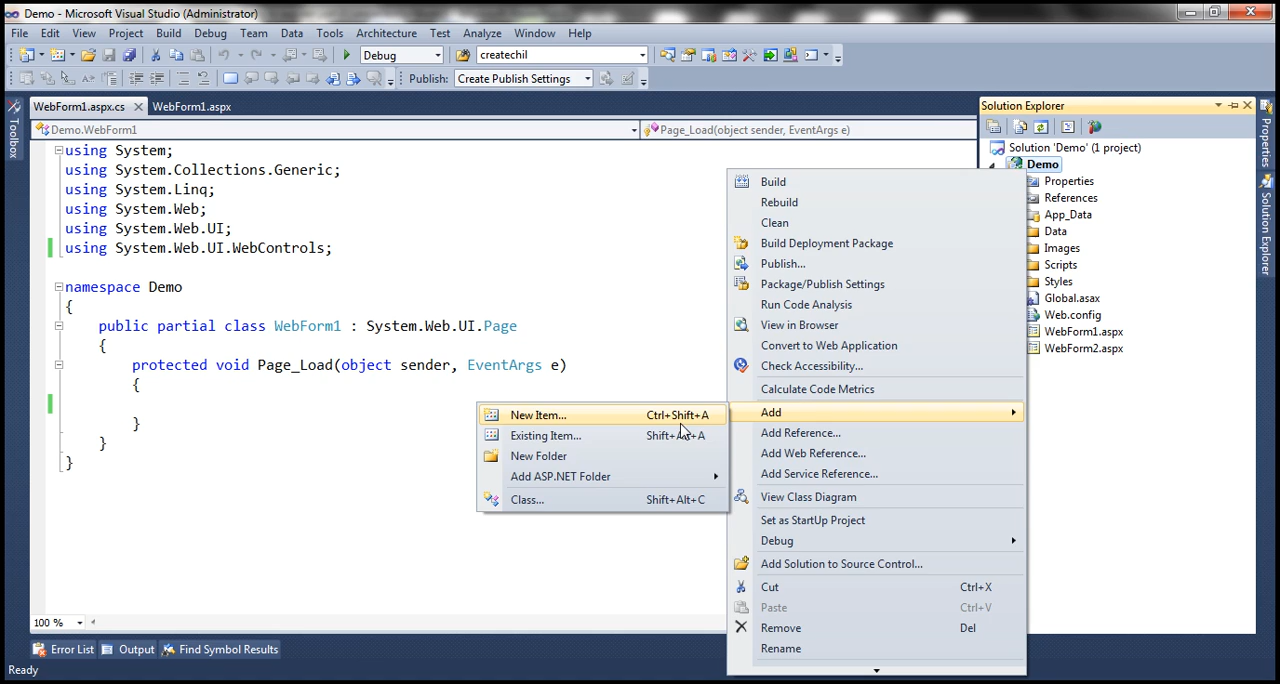 Demo - Microsoft Visual Studio (Administrator)
File Edit View Project Build Debug Team Data Tools Architecture Test Analyze Window Help
Debug createchil
Publish: Create Publish Settings
WebForm1.aspx.cs WebForm1.aspx
Demo.WebForm1 Page_Load(object sender, EventArgs e)
Toolbox
using System;
using System.Collections.Generic;
using System.Linq;
using System.Web;
using System.Web.UI;
using System.Web.UI.WebControls;
namespace Demo
{
public partial class WebForm1 : System.Web.UI.Page
{
protected void Page_Load(object sender, EventArgs e)
{
}
}
}
100 %
New Item... Ctrl+Shift+A
Existing Item...
New Folder
Add ASP.NET Folder
Class... Shift+Alt+C
Build
Rebuild
Clean
Build Deployment Package
Publish...
Package/Publish Settings
Run Code Analysis
View in Browser
Convert to Web Application
Check Accessibility...
Calculate Code Metrics
Add
Add Reference...
Add Web Reference...
Add Service Reference...
View Class Diagram
Set as StartUp Project
Debug
Add Solution to Source Control...
Cut Ctrl+X
Paste Ctrl+V
Remove Del
Rename
Solution Explorer
Solution 'Demo' (1 project)
Demo
Properties
References
App_Data
Data
Images
Scripts
Styles
Global.asax
Web.config
WebForm1.aspx
WebForm2.aspx
Properties
Solution Explorer
Error List Output Find Symbol Results
Ready